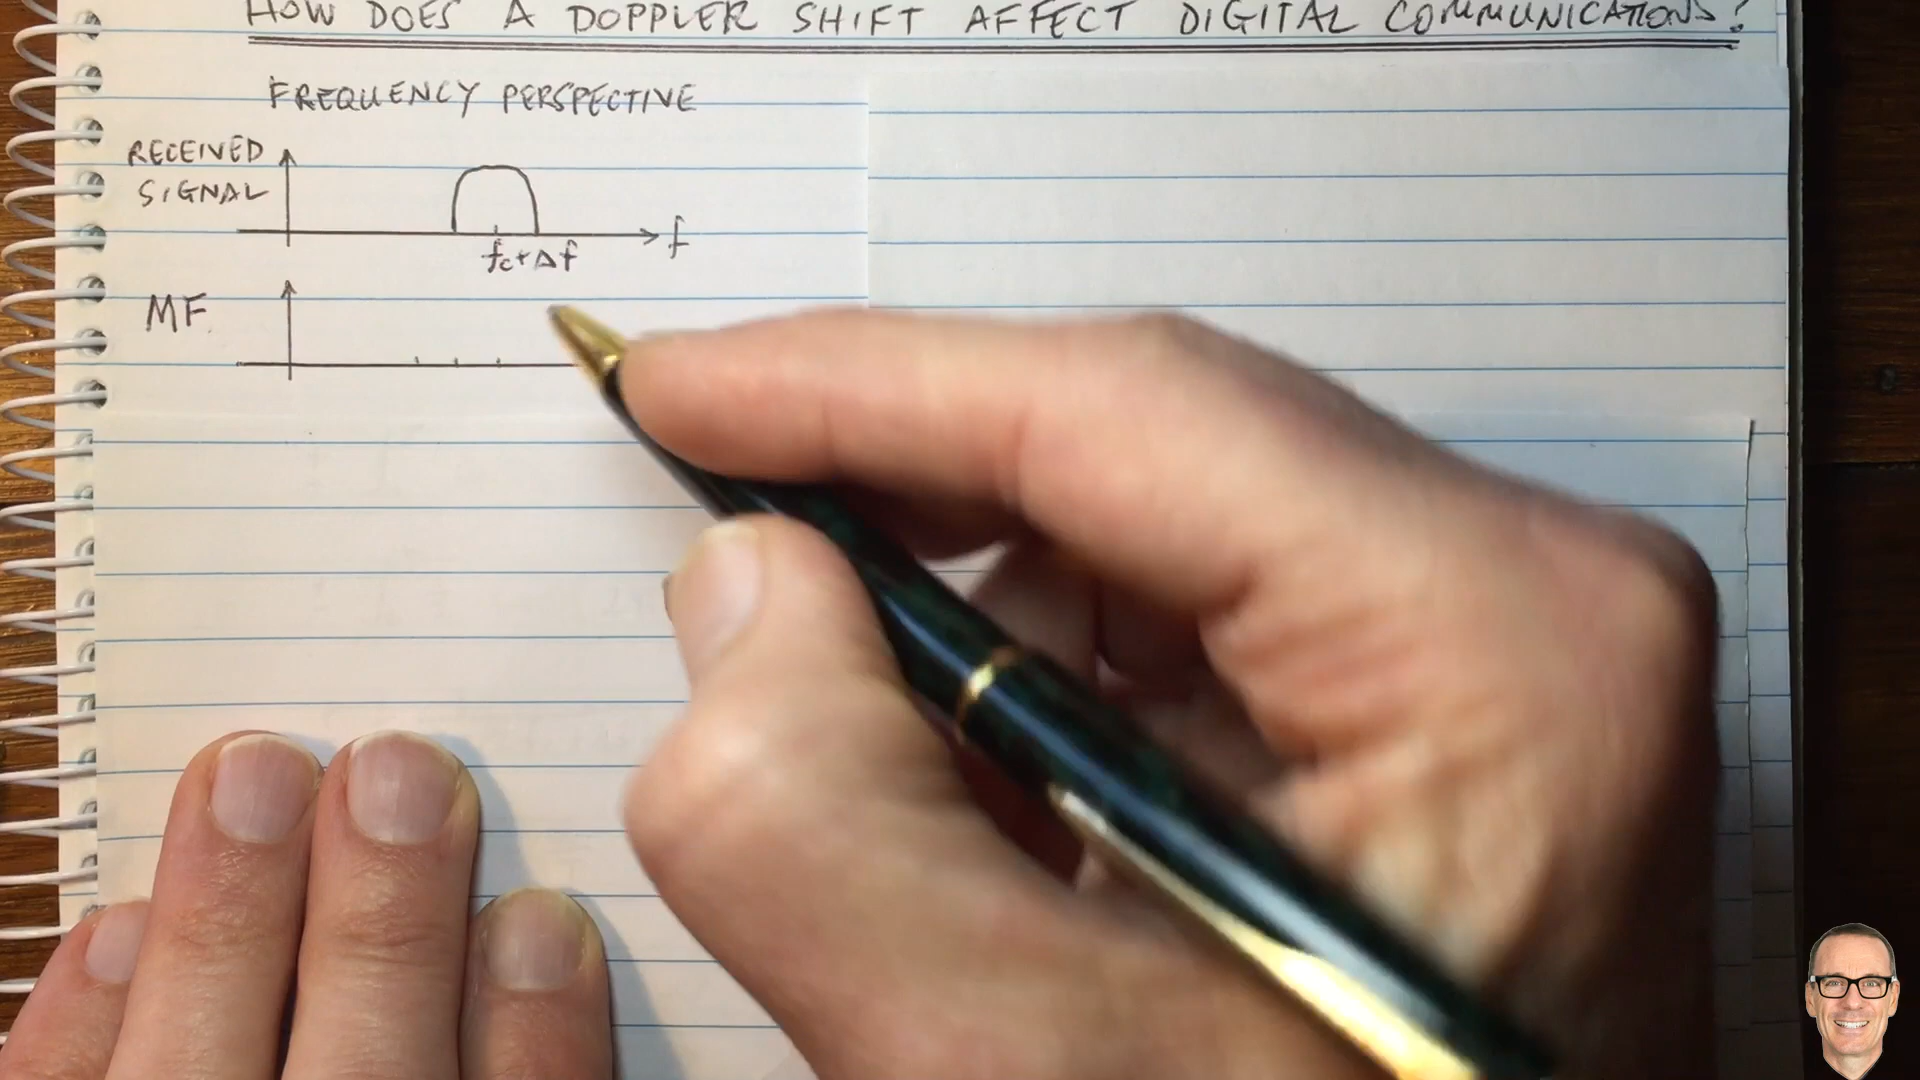 HOW DOES A DOPPLER SHIFT AFFECT DIGITAL COMMUNICATIONS?
FREQUENCY PERSPECTIVE
RECEIVED
SIGNAL
f
fc+Δf
MF